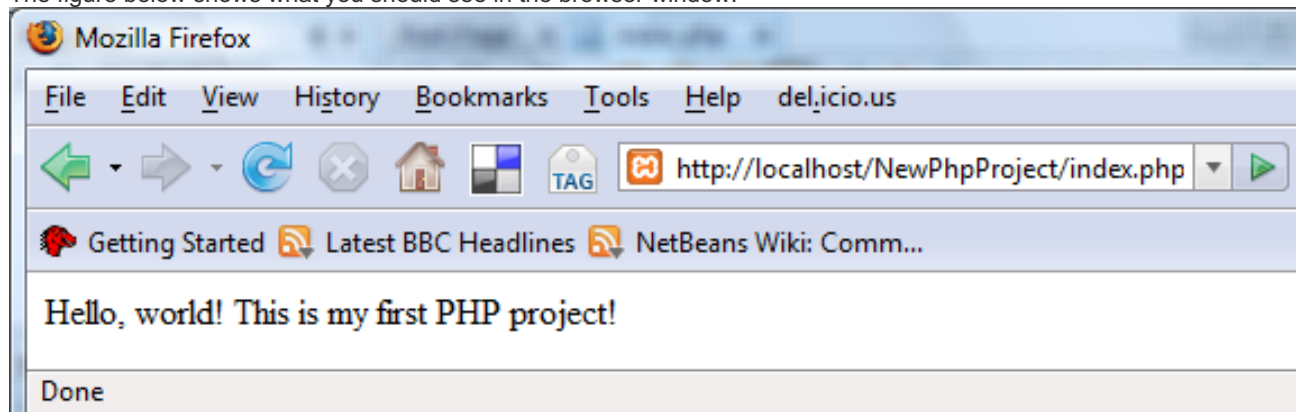 The figure below shows what you should see in the browser window.
Mozilla Firefox
File Edit View History Bookmarks Tools Help del.icio.us
TAG http://localhost/NewPhpProject/index.php
Getting Started Latest BBC Headlines NetBeans Wiki: Comm...
Hello, world! This is my first PHP project!
Done